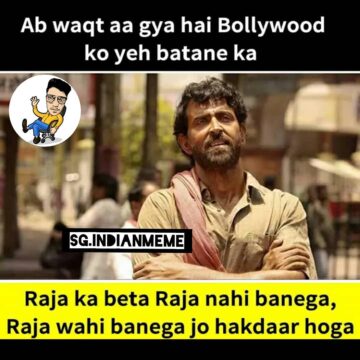 Ab waqt aa gya hai Bollywood
ko yeh batane ka
SG.INDIANMEME
Raja ka beta Raja nahi banega,
Raja wahi banega jo hakdaar hoga